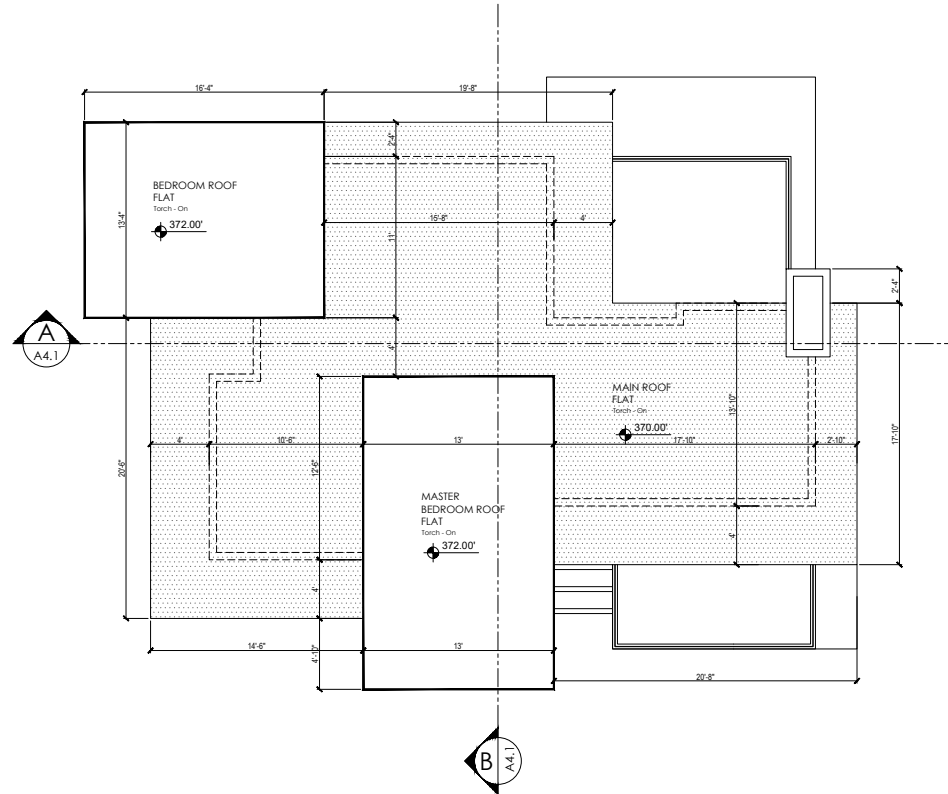 16'-4"
19'-8"
2'-4"
BEDROOM ROOF
FLAT
Torch - On
372.00'
13'-4"
15'-8"
4'
11'
2'-4"
A
A4.1
4'
MAIN ROOF
FLAT
Torch - On
370.00'
13'-10"
17'-10"
4'
10'-6"
13'
17'-10"
2'-10"
20'-6"
12'-6"
MASTER
BEDROOM ROOF
FLAT
Torch - On
372.00'
4'
4'
14'-6"
4'-10"
13'
20'-8"
B
A4.1